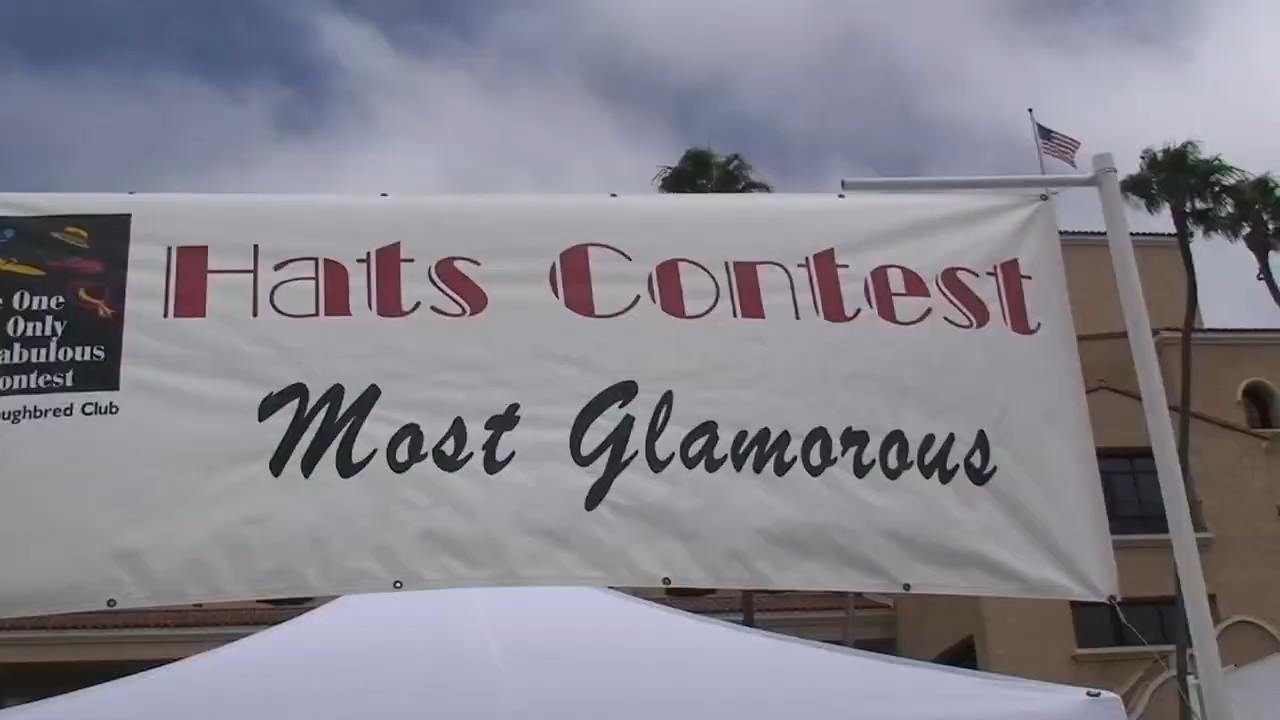 One
Only
abulous
ontest
oughbred Club
Hats Contest
Most Glamorous